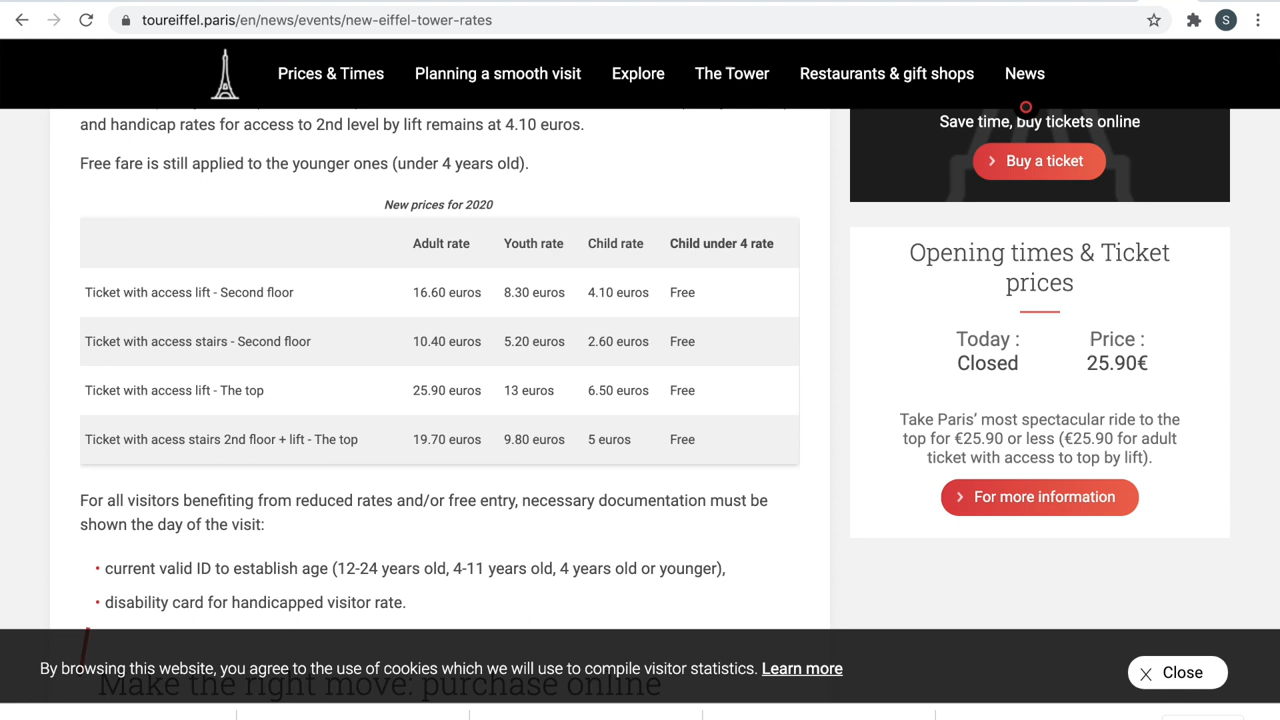 toureiffel.paris/en/news/events/new-eiffel-tower-rates
S
Prices & Times Planning a smooth visit Explore The Tower Restaurants & gift shops News
and handicap rates for access to 2nd level by lift remains at 4.10 euros.
Free fare is still applied to the younger ones (under 4 years old).
New prices for 2020
Adult rate Youth rate Child rate Child under 4 rate
Ticket with access lift - Second floor 16.60 euros 8.30 euros 4.10 euros Free
Ticket with access stairs - Second floor 10.40 euros 5.20 euros 2.60 euros Free
Ticket with access lift - The top 25.90 euros 13 euros 6.50 euros Free
Ticket with acess stairs 2nd floor + lift - The top 19.70 euros 9.80 euros 5 euros Free
For all visitors benefiting from reduced rates and/or free entry, necessary documentation must be
shown the day of the visit:
• current valid ID to establish age (12-24 years old, 4-11 years old, 4 years old or younger),
• disability card for handicapped visitor rate.
Make the right move: purchase online
Save time, buy tickets online
Buy a ticket
Opening times & Ticket
prices
Today : Price :
Closed 25.90€
Take Paris’ most spectacular ride to the
top for €25.90 or less (€25.90 for adult
ticket with access to top by lift).
For more information
By browsing this website, you agree to the use of cookies which we will use to compile visitor statistics. Learn more
Close